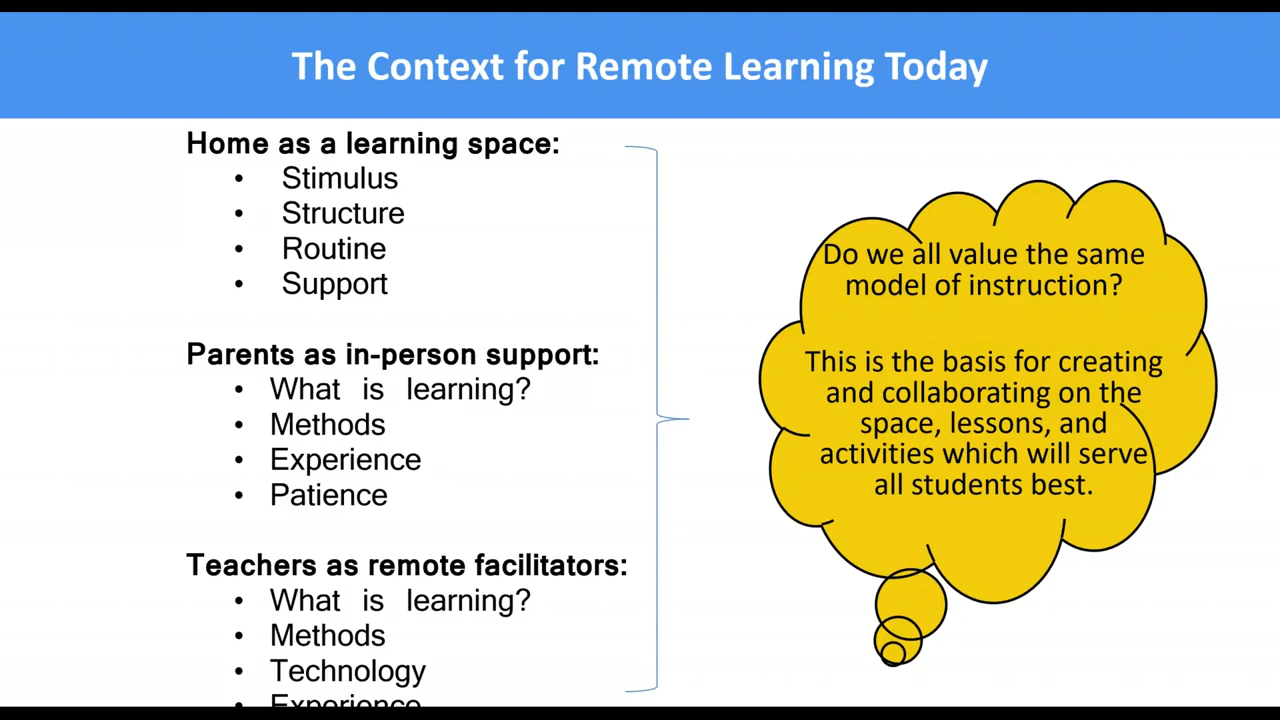 The Context for Remote Learning Today
Home as a learning space:
• Stimulus
• Structure
• Routine
• Support
Parents as in-person support:
• What is learning?
• Methods
• Experience
• Patience
Teachers as remote facilitators:
• What is learning?
• Methods
• Technology
• Experience
Do we all value the same
model of instruction?
This is the basis for creating
and collaborating on the
space, lessons, and
activities which will serve
all students best.